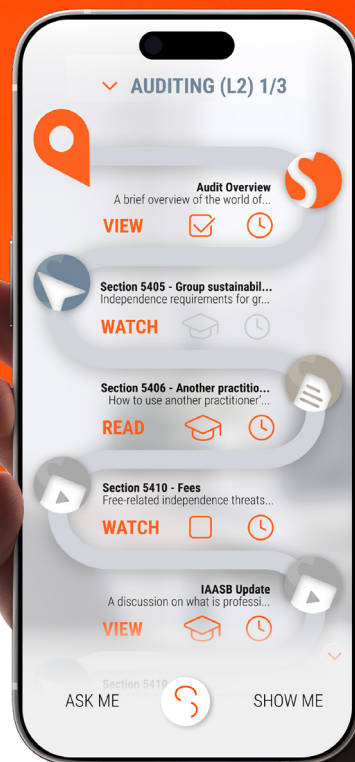 AUDITING (L2) 1/3
Audit Overview
A brief overview of the world of...
VIEW
Section 5405 - Group sustainabil...
Independence requirements for gr...
WATCH
Section 5406 - Another practitio...
How to use another practitioner'...
READ
Section 5410 - Fees
Free-related independence threats...
WATCH
IAASB Update
A discussion on what is professi...
VIEW
Section 5410
ASK ME
SHOW ME